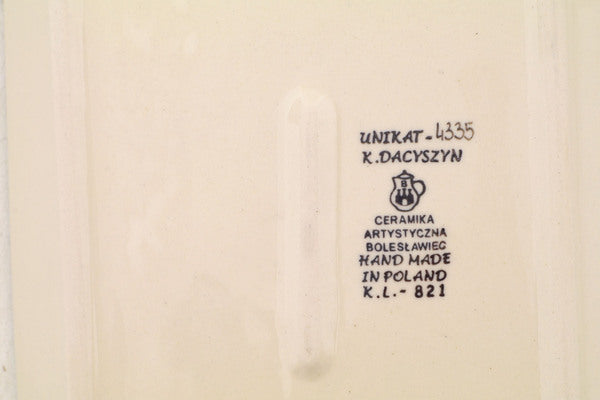 UNIKAT-4335
K.DACYSZYN
B
CERAMIKA
ARTYSTYCZNA
BOLESŁAWIEC
HAND MADE
IN POLAND
K.L.- 821